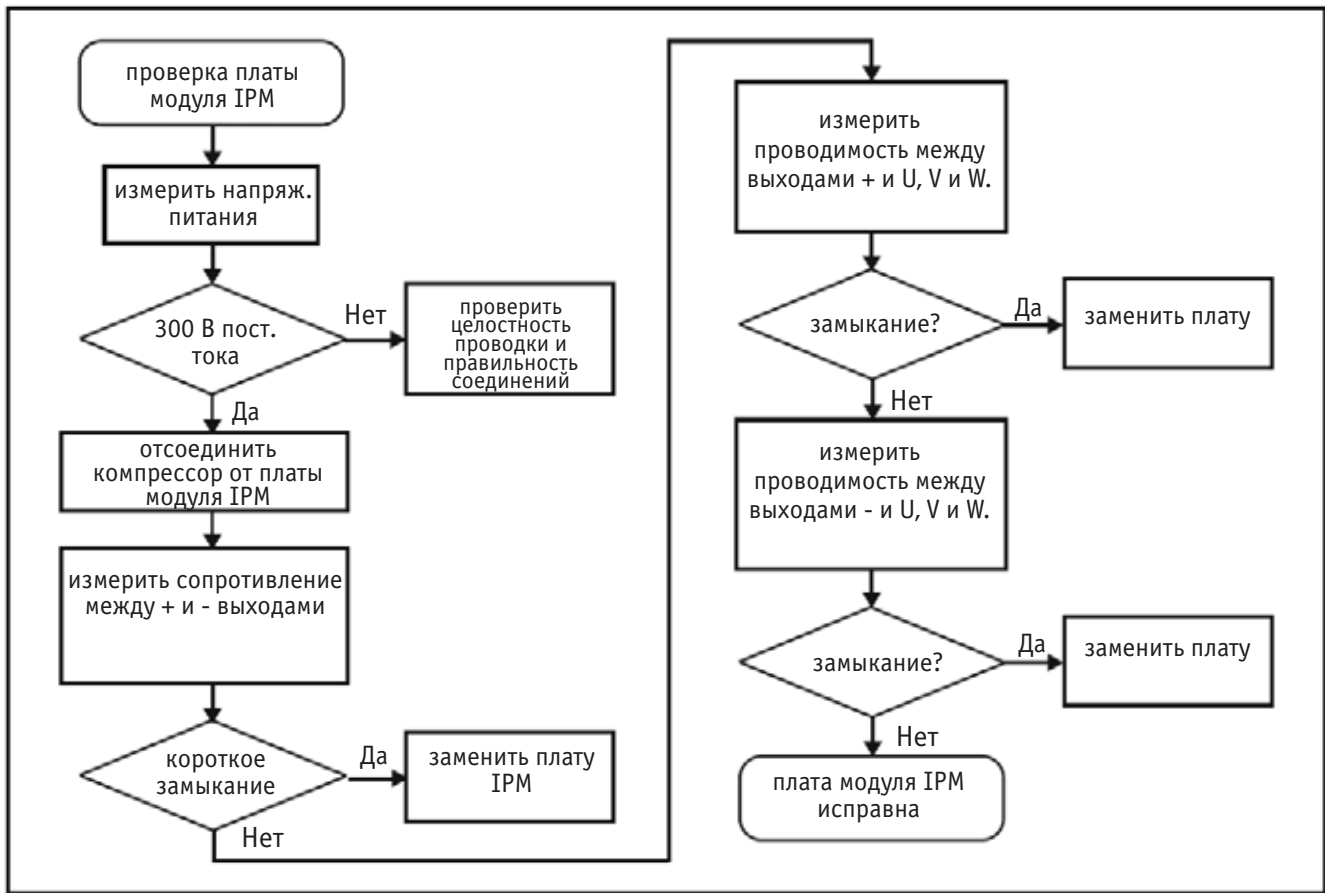 проверка платы
модуля IPM
измерить напряж.
питания
300 В пост.
тока
Нет
проверить
целостность
проводки и
правильность
соединений
Да
отсоединить
компрессор от платы
модуля IPM
измерить сопротивление
между + и - выходами
короткое
замыкание
Да
заменить плату
IPM
Нет
измерить
проводимость между
выходами + и U, V и W.
замыкание?
Да
заменить плату
Нет
измерить
проводимость между
выходами - и U, V и W.
замыкание?
Да
заменить плату
Нет
плата модуля IPM
исправна